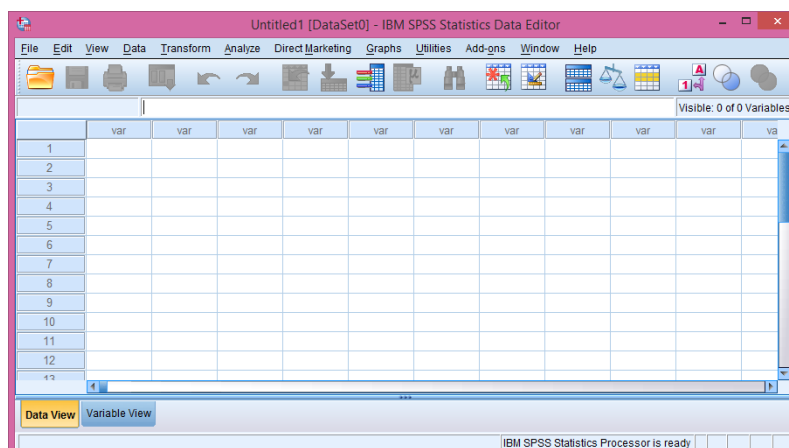 Untitled1 [DataSet0] - IBM SPSS Statistics Data Editor
File Edit View Data Transform Analyze Direct Marketing Graphs Utilities Add-ons Window Help
A
1
Visible: 0 of 0 Variables
var var var var var var var var var var va
1
2
3
4
5
6
7
8
9
10
11
12
13
Data View Variable View
IBM SPSS Statistics Processor is ready